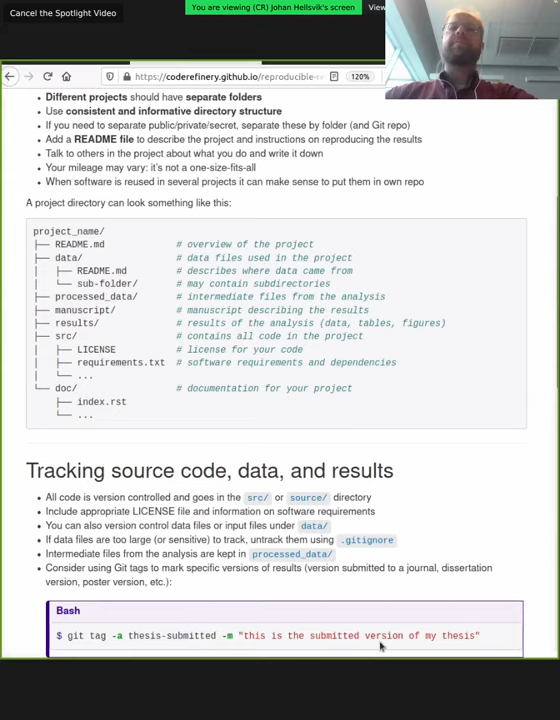 Cancel the Spotlight Video
You are viewing (CR) Johan Hellsvik's screen
View
https://coderefinery.github.io/reproducible-r
120%
Different projects should have separate folders
Use consistent and informative directory structure
If you need to separate public/private/secret, separate these by folder (and Git repo)
Add a README file to describe the project and instructions on reproducing the results
Talk to others in the project about what you do and write it down
Your mileage may vary: it's not a one-size-fits-all
When software is reused in several projects it can make sense to put them in own repo
A project directory can look something like this:
project_name/
├── README.md # overview of the project
├── data/ # data files used in the project
│ ├── README.md # describes where data came from
│ └── sub-folder/ # may contain subdirectories
├── processed_data/ # intermediate files from the analysis
├── manuscript/ # manuscript describing the results
├── results/ # results of the analysis (data, tables, figures)
├── src/ # contains all code in the project
│ ├── LICENSE # license for your code
│ ├── requirements.txt # software requirements and dependencies
│ └── ...
└── doc/ # documentation for your project
├── index.rst
└── ...
Tracking source code, data, and results
All code is version controlled and goes in the src/ or source/ directory
Include appropriate LICENSE file and information on software requirements
You can also version control data files or input files under data/
If data files are too large (or sensitive) to track, untrack them using .gitignore
Intermediate files from the analysis are kept in processed_data/
Consider using Git tags to mark specific versions of results (version submitted to a journal, dissertation
version, poster version, etc.):
Bash
$ git tag -a thesis-submitted -m "this is the submitted version of my thesis"